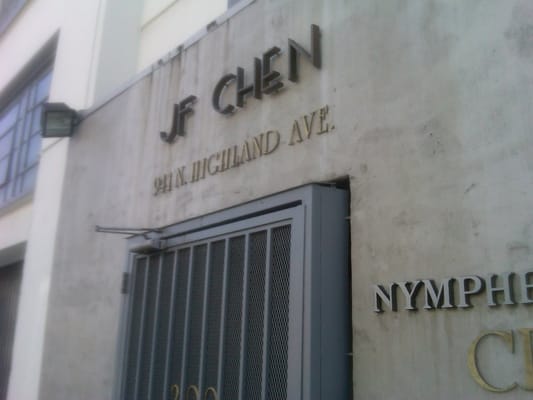 JF CHEN
941 N. HIGHLAND AVE.
NYMPHE